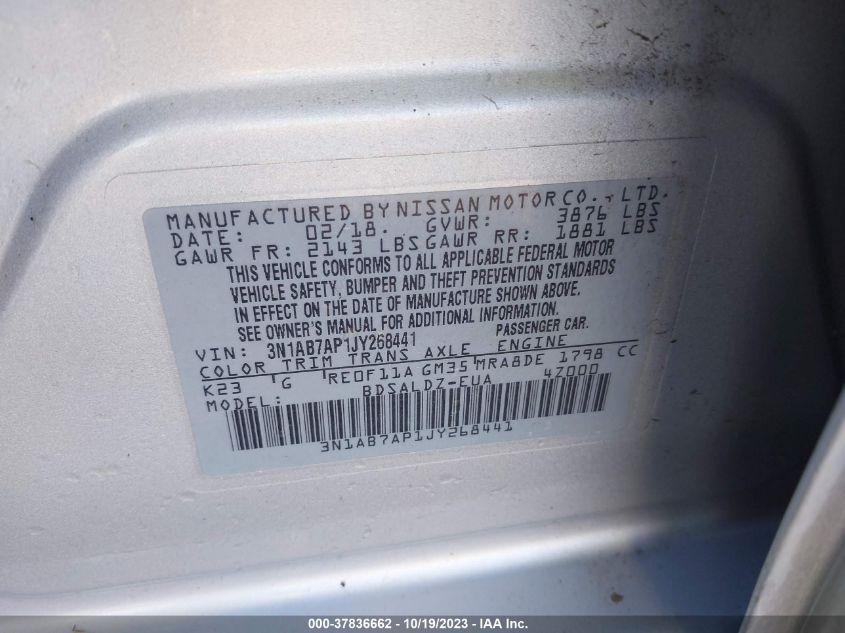 MANUFACTURED BY NISSAN MOTOR CO., LTD.
DATE: 02/18. GVWR: 3876 LBS
GAWR FR: 2143 LBS GAWR RR: 1881 LBS
THIS VEHICLE CONFORMS TO ALL APPLICABLE FEDERAL MOTOR
VEHICLE SAFETY, BUMPER AND THEFT PREVENTION STANDARDS
IN EFFECT ON THE DATE OF MANUFACTURE SHOWN ABOVE.
SEE OWNER'S MANUAL FOR ADDITIONAL INFORMATION.
VIN: 3N1AB7AP1JY268441 PASSENGER CAR.
COLOR TRIM TRANS AXLE ENGINE
K23 G RE0F11A GM35 MRA8DE 1798 CC
MODEL: BDSALDZ-EUA 4Z000
3N1AB7AP1JY268441
000-37836662 - 10/19/2023 - IAA Inc.